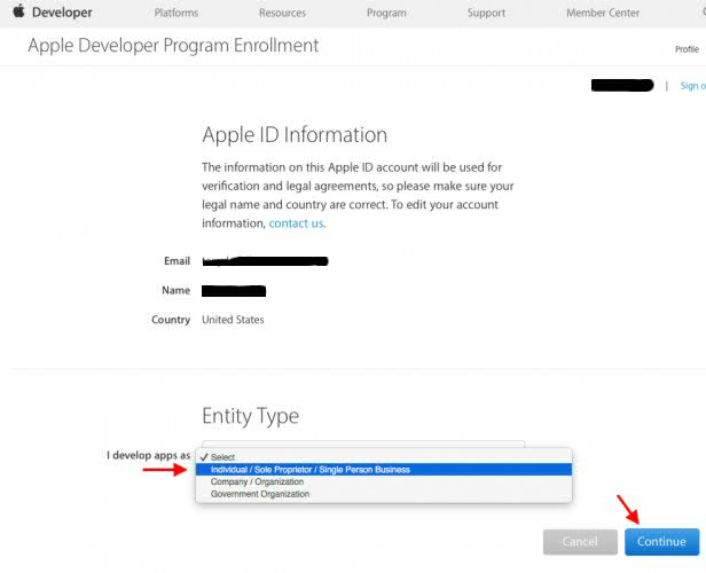 Developer Platforms Resources Program Support Member Center
Apple Developer Program Enrollment Profile
| Sign o
Apple ID Information
The information on this Apple ID account will be used for
verification and legal agreements, so please make sure your
legal name and country are correct. To edit your account
information, contact us.
Email
Name
Country United States
Entity Type
I develop apps as ✓ Select
Individual / Sole Proprietor / Single Person Business
Company / Organization
Government Organization
Cancel Continue